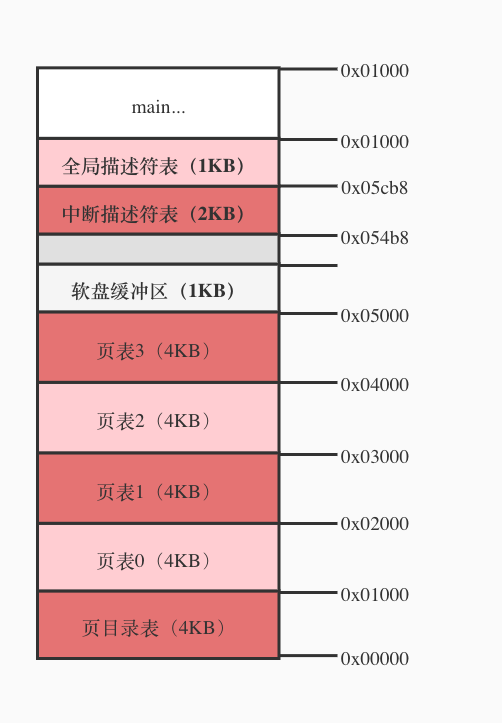 0x01000
main...
0x01000
全局描述符表（1KB）
0x05cb8
中断描述符表（2KB）
0x054b8
软盘缓冲区（1KB）
0x05000
页表3（4KB）
0x04000
页表2（4KB）
0x03000
页表1（4KB）
0x02000
页表0（4KB）
0x01000
页目录表（4KB）
0x00000